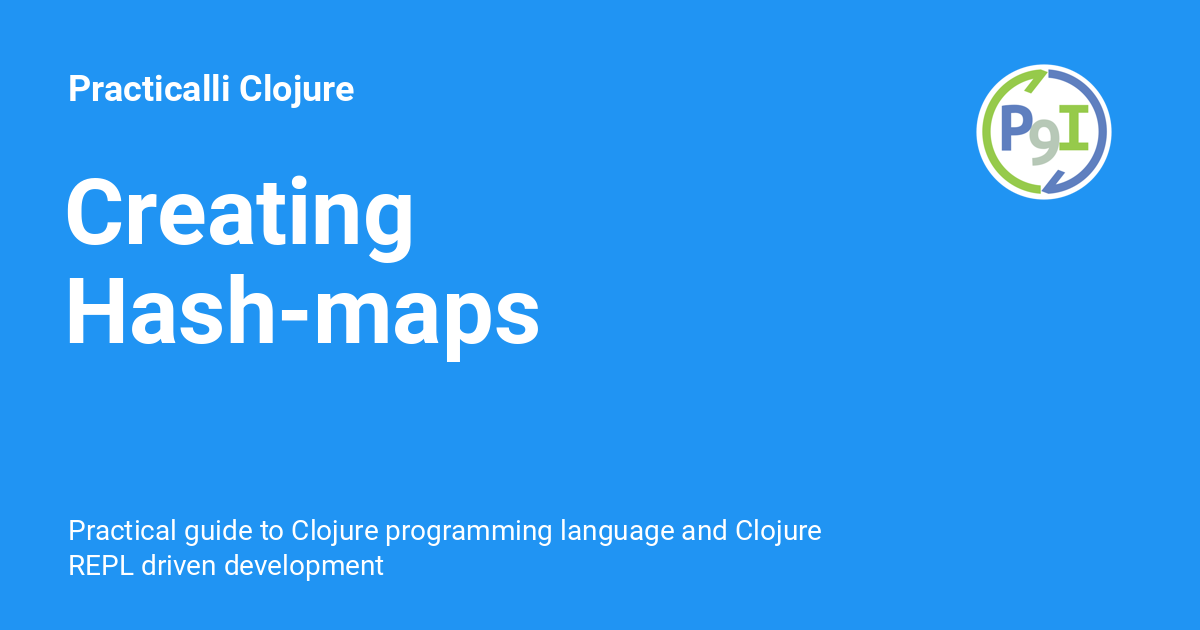 Practicalli Clojure
P9I
Creating
Hash-maps
Practical guide to Clojure programming language and Clojure
REPL driven development